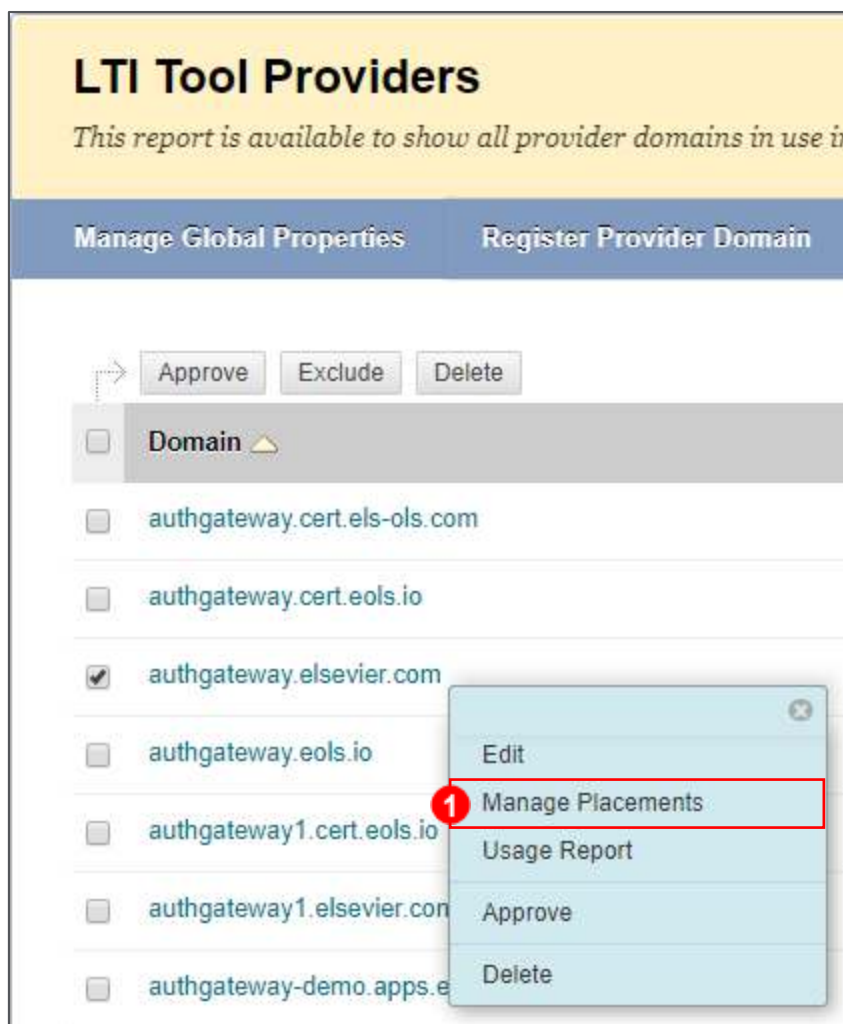 LTI Tool Providers
This report is available to show all provider domains in use
Manage Global Properties Register Provider Domain
Approve Exclude Delete
Domain
authgateway.cert.els-ols.com
authgateway.cert.eols.io
authgateway.elsevier.com
authgateway.eols.io
Edit
1 Manage Placements
authgateway1.cert.eols.io
Usage Report
authgateway1.elsevier.con
Approve
Delete
authgateway-demo.apps.e